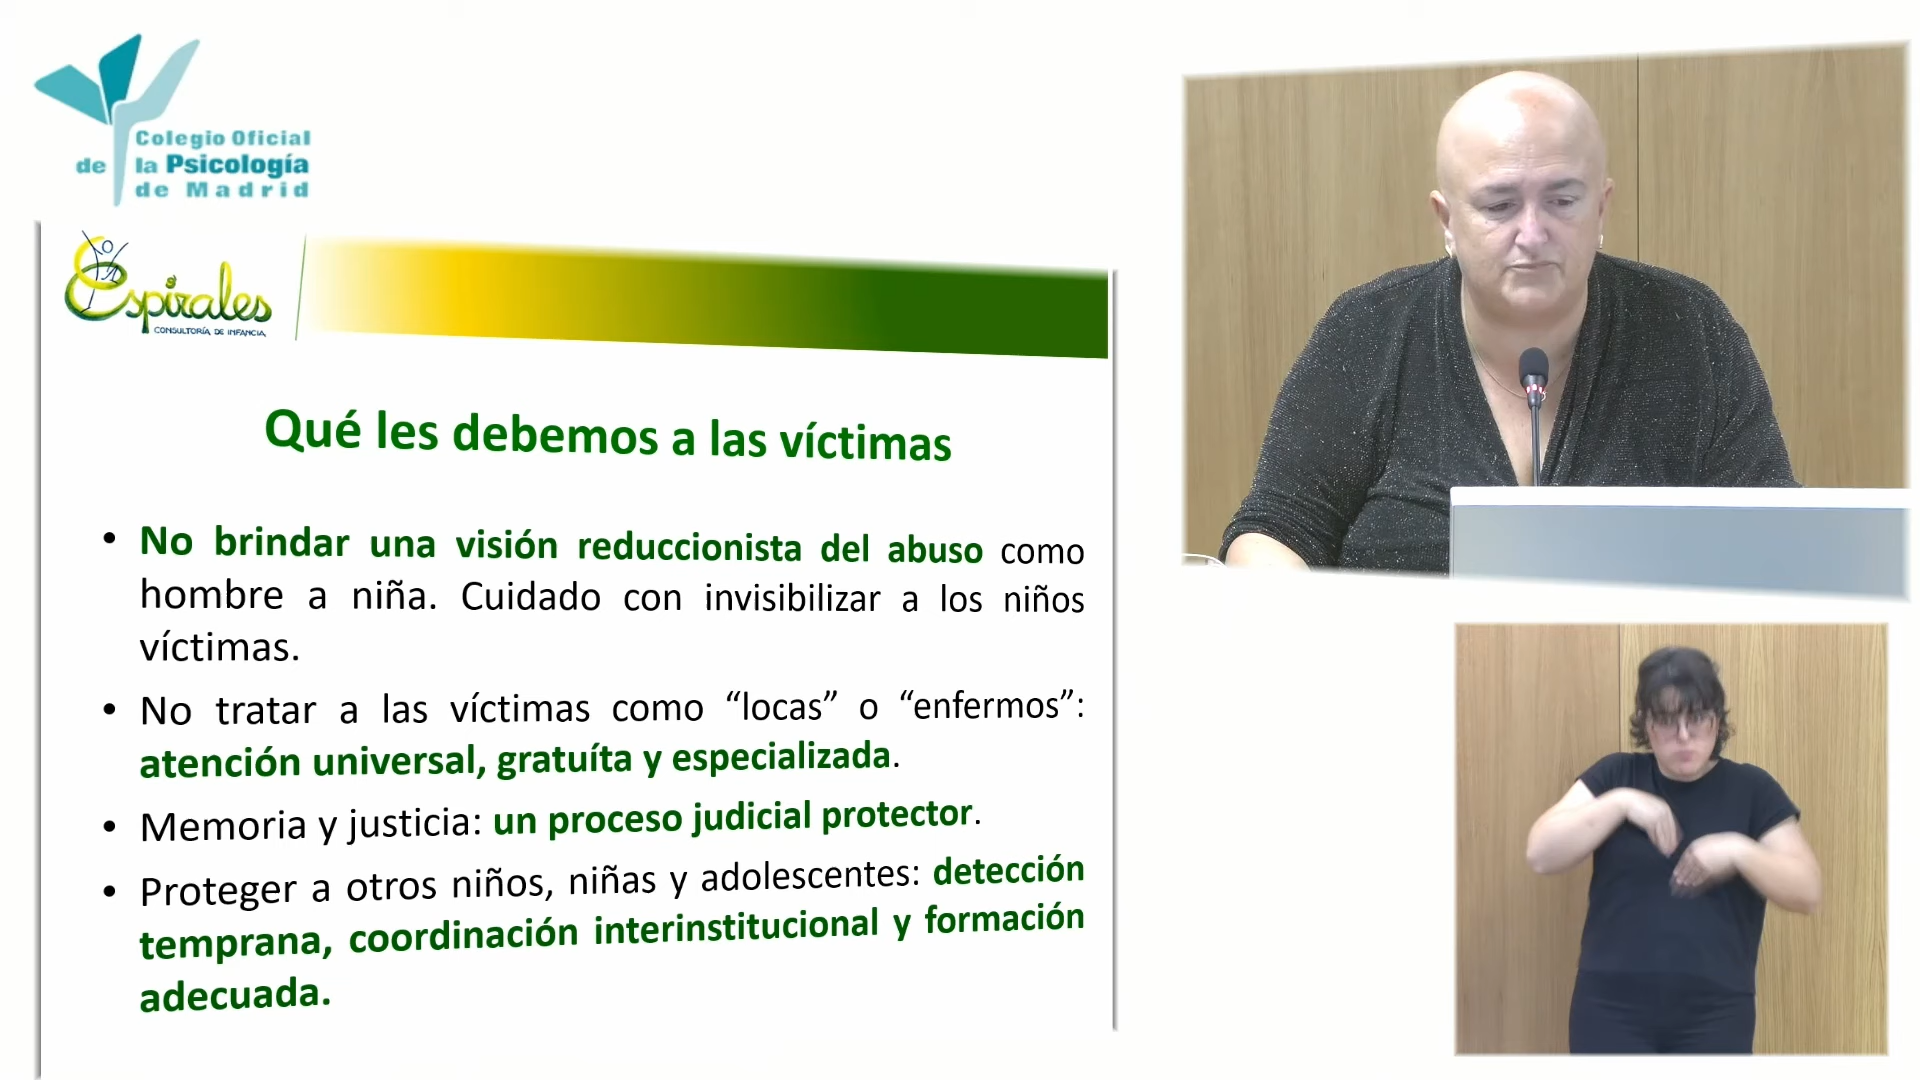 Colegio Oficial
de la Psicología
de Madrid
Espirales
CONSULTORÍA DE INFANCIA
Qué les debemos a las víctimas
• No brindar una visión reduccionista del abuso como
hombre a niña. Cuidado con invisibilizar a los niños
víctimas.
• No tratar a las víctimas como “locas” o “enfermos”:
atención universal, gratuíta y especializada.
• Memoria y justicia: un proceso judicial protector.
• Proteger a otros niños, niñas y adolescentes: detección
temprana, coordinación interinstitucional y formación
adecuada.